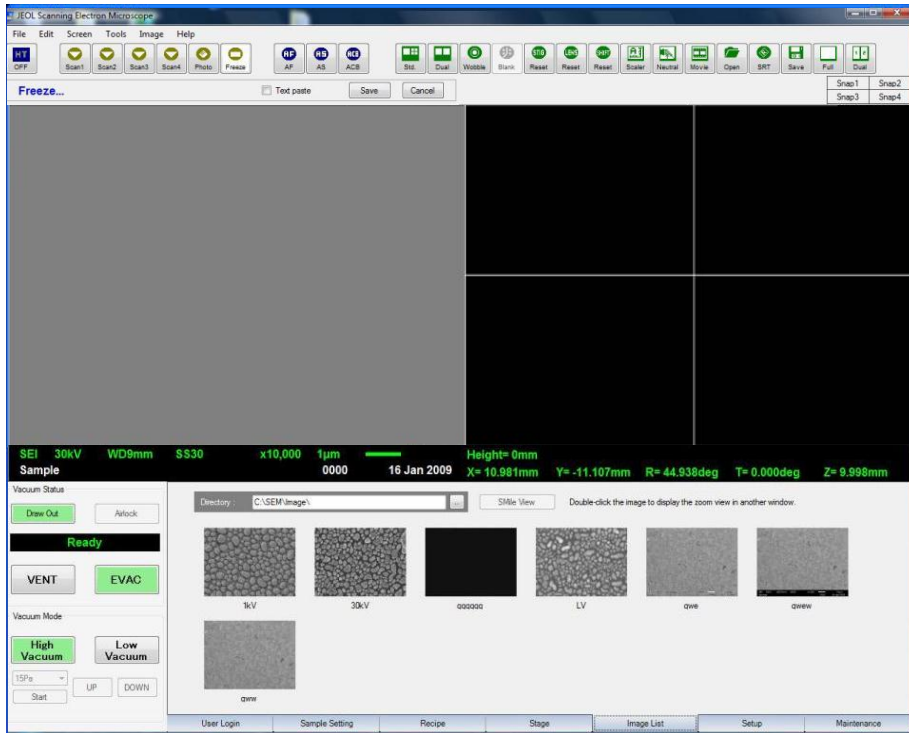 JEOL Scanning Electron Microscope
File Edit Screen Tools Image Help
HT AF AS ACB STIG LENS SHIFT
OFF Scan1 Scan2 Scan3 Scan4 Photo Freeze AF AS ACB Std. Dual Wobble Blank Reset Reset Reset Scaler Neutral Movie Open SRT Save Full Dual
Freeze... Text paste Save Cancel
Snap1 Snap2
Snap3 Snap4
SEI 30kV WD9mm SS30 x10,000 1μm Height= 0mm
Sample 0000 16 Jan 2009 X= 10.981mm Y= -11.107mm R= 44.938deg T= 0.000deg Z= 9.998mm
Vacuum Status
Draw Out Airlock
Ready
VENT EVAC
Vacuum Mode
High Vacuum Low Vacuum
15Pa
Start UP DOWN
Directory : C:\SEM\Image\ ... SMile View Double-click the image to display the zoom view in another window.
1kV 30kV qqqqqq LV qwe qwew
qww
User Login Sample Setting Recipe Stage Image List Setup Maintenance